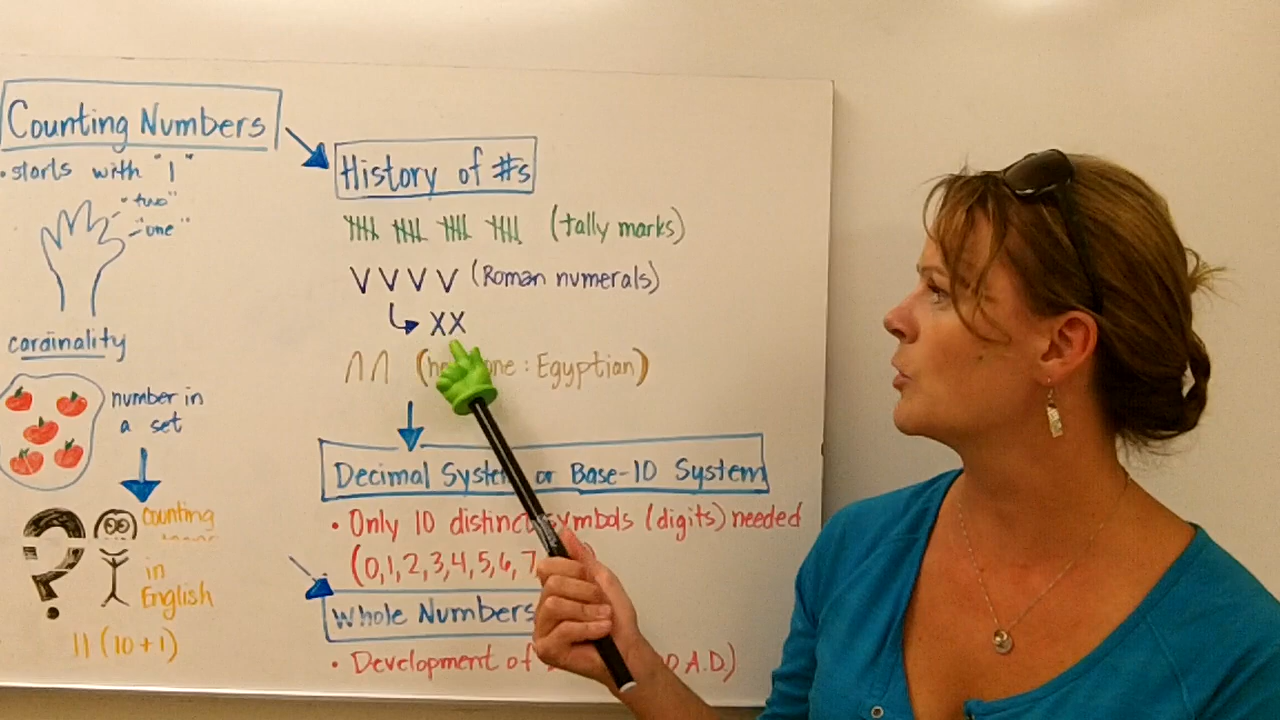 Counting Numbers
• starts with "1"
"two"
"one"
cardinality
number in
a set
counting
in
English
11 (10+1)
History of #s
(tally marks)
V V V V (Roman numerals)
XX
∩∩ : Egyptian)
Decimal System or Base-10 System
• Only 10 distinct symbols (digits) needed
(0,1,2,3,4,5,6,7,
Whole Numbers
• Development of A.D.)